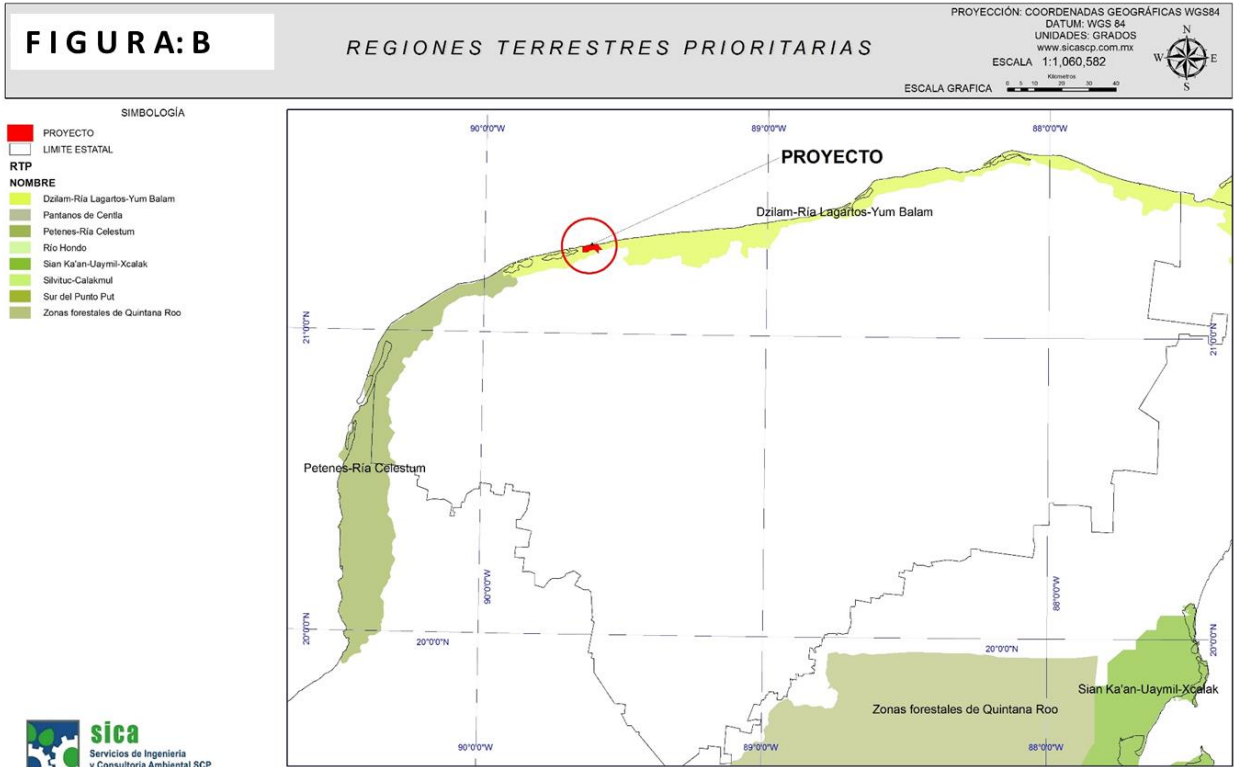 FIGURA: B
REGIONES TERRESTRES PRIORITARIAS
PROYECCIÓN: COORDENADAS GEOGRÁFICAS WGS84
DATUM: WGS 84
UNIDADES: GRADOS
www.sicascp.com.mx
ESCALA 1:1,060,582
Kilometros
ESCALA GRAFICA
0 5 10 20 30 40
N
W E
S
SIMBOLOGÍA
PROYECTO
LIMITE ESTATAL
RTP
NOMBRE
Dzilam-Ría Lagartos-Yum Balam
Pantanos de Centla
Petenes-Ría Celestum
Río Hondo
Sian Ka'an-Uaymil-Xcalak
Silvituc-Calakmul
Sur del Punto Put
Zonas forestales de Quintana Roo
90°0'0"W
89°0'0"W
88°0'0"W
PROYECTO
Dzilam-Ría Lagartos-Yum Balam
21°0'0"N
21°0'0"N
Petenes-Ría Celestum
90°0'0"W
88°0'0"W
20°0'0"N
20°0'0"N
20°0'0"N
20°0'0"N
Sian Ka'an-Uaymil-Xcalak
Zonas forestales de Quintana Roo
90°0'0"W
89°0'0"W
88°0'0"W
sica
Servicios de Ingeniería
y Consultoría Ambiental SCP